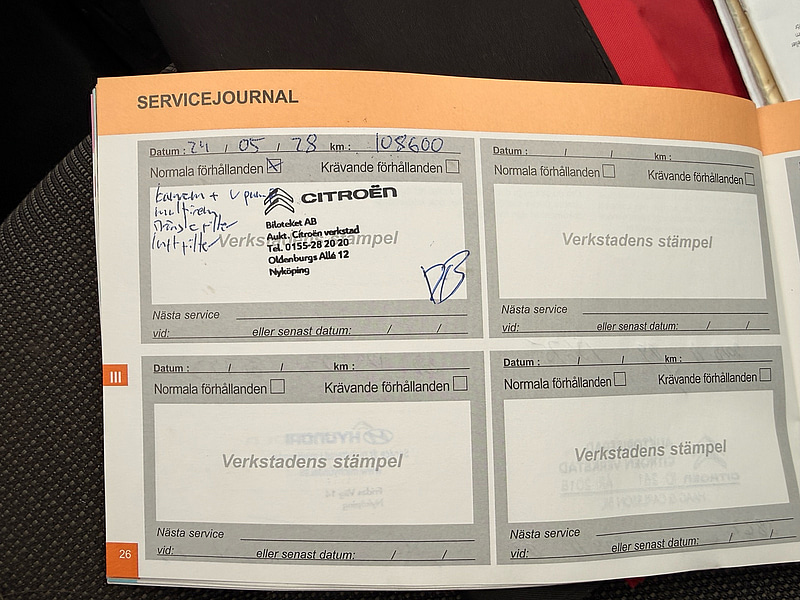 SERVICEJOURNAL
Datum : 24 / 05 / 28 km : 108600
Normala förhållanden Krävande förhållanden
kamrem + v pump
multirem
Bränslefilter
luftfilter
CITROËN
Biloteket AB
Aukt. Citroën verkstad
Tel. 0155-28 20 20
Oldenburgs Allé 12
Nyköping
Verkstadens stämpel
Nästa service
vid: eller senast datum: / /
Datum : / / km :
Normala förhållanden Krävande förhållanden
Verkstadens stämpel
Nästa service
vid: eller senast datum: / /
III
Datum : / / km :
Normala förhållanden Krävande förhållanden
Verkstadens stämpel
Nästa service
vid: eller senast datum: / /
Datum : / / km :
Normala förhållanden Krävande förhållanden
Verkstadens stämpel
Nästa service
vid: eller senast datum: / /
26